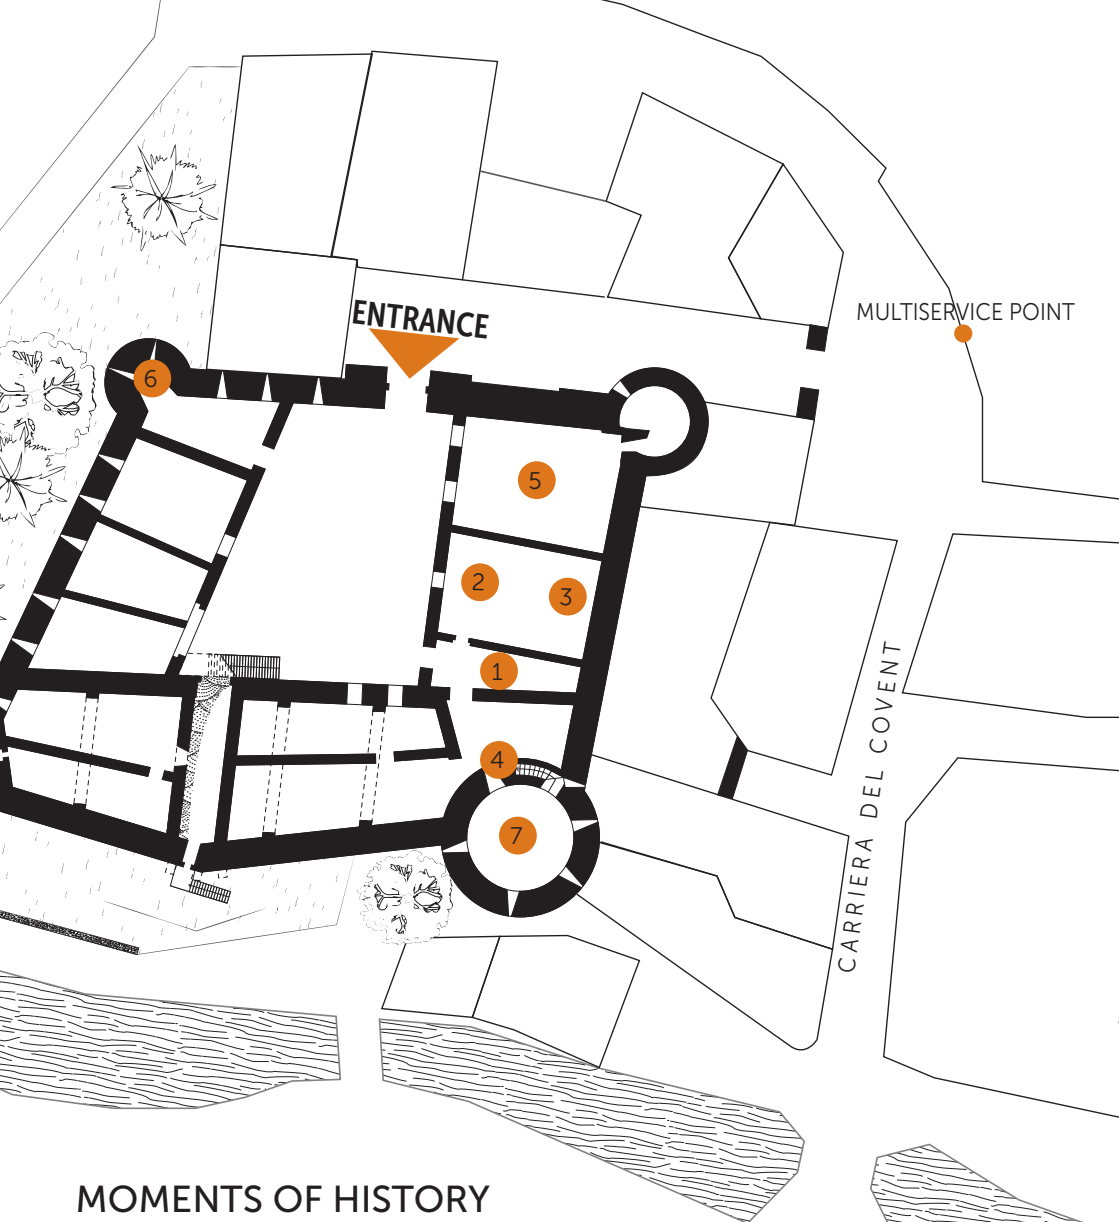 ENTRANCE
MULTISERVICE POINT
6
5
2
3
1
4
7
CARRIERA DEL COVENT
MOMENTS OF HISTORY